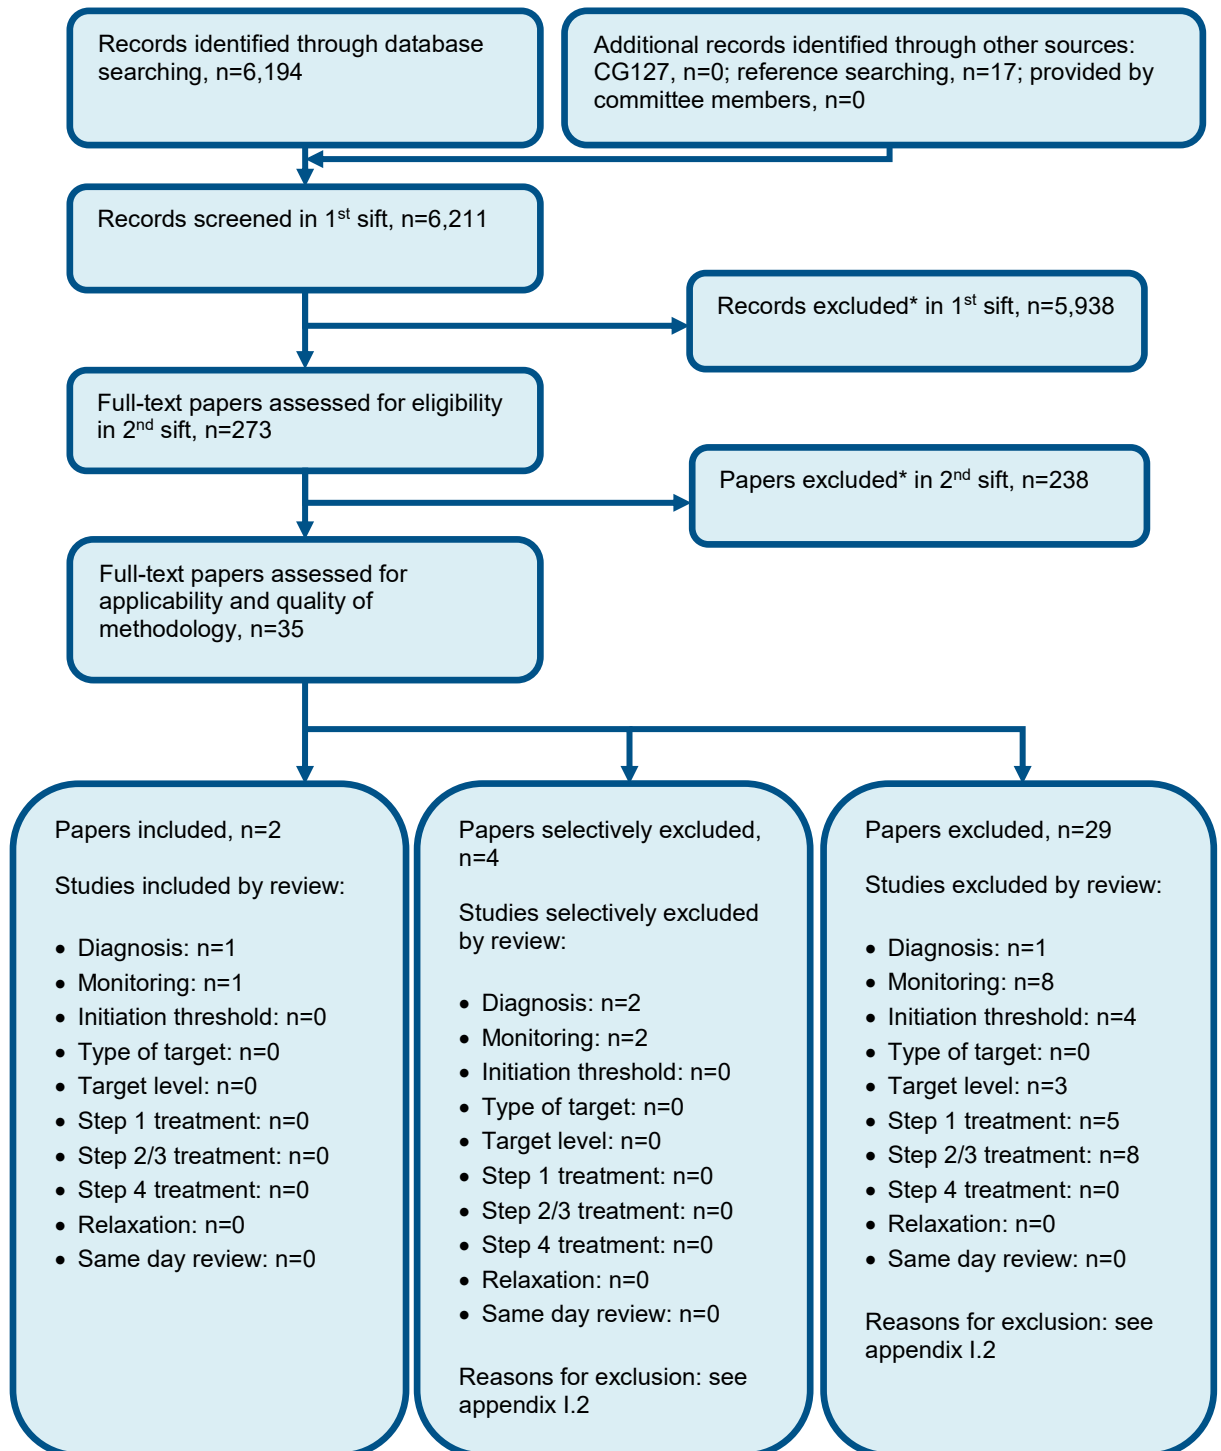 Records identified through database
searching, n=6,194
Additional records identified through other sources:
CG127, n=0; reference searching, n=17; provided by
committee members, n=0
Records screened in 1st sift, n=6,211
Records excluded* in 1st sift, n=5,938
Full-text papers assessed for eligibility
in 2nd sift, n=273
Papers excluded* in 2nd sift, n=238
Full-text papers assessed for
applicability and quality of
methodology, n=35
Papers included, n=2
Studies included by review:
• Diagnosis: n=1
• Monitoring: n=1
• Initiation threshold: n=0
• Type of target: n=0
• Target level: n=0
• Step 1 treatment: n=0
• Step 2/3 treatment: n=0
• Step 4 treatment: n=0
• Relaxation: n=0
• Same day review: n=0
Papers selectively excluded,
n=4
Studies selectively excluded
by review:
• Diagnosis: n=2
• Monitoring: n=2
• Initiation threshold: n=0
• Type of target: n=0
• Target level: n=0
• Step 1 treatment: n=0
• Step 2/3 treatment: n=0
• Step 4 treatment: n=0
• Relaxation: n=0
• Same day review: n=0
Reasons for exclusion: see
appendix I.2
Papers excluded, n=29
Studies excluded by review:
• Diagnosis: n=1
• Monitoring: n=8
• Initiation threshold: n=4
• Type of target: n=0
• Target level: n=3
• Step 1 treatment: n=5
• Step 2/3 treatment: n=8
• Step 4 treatment: n=0
• Relaxation: n=0
• Same day review: n=0
Reasons for exclusion: see
appendix I.2